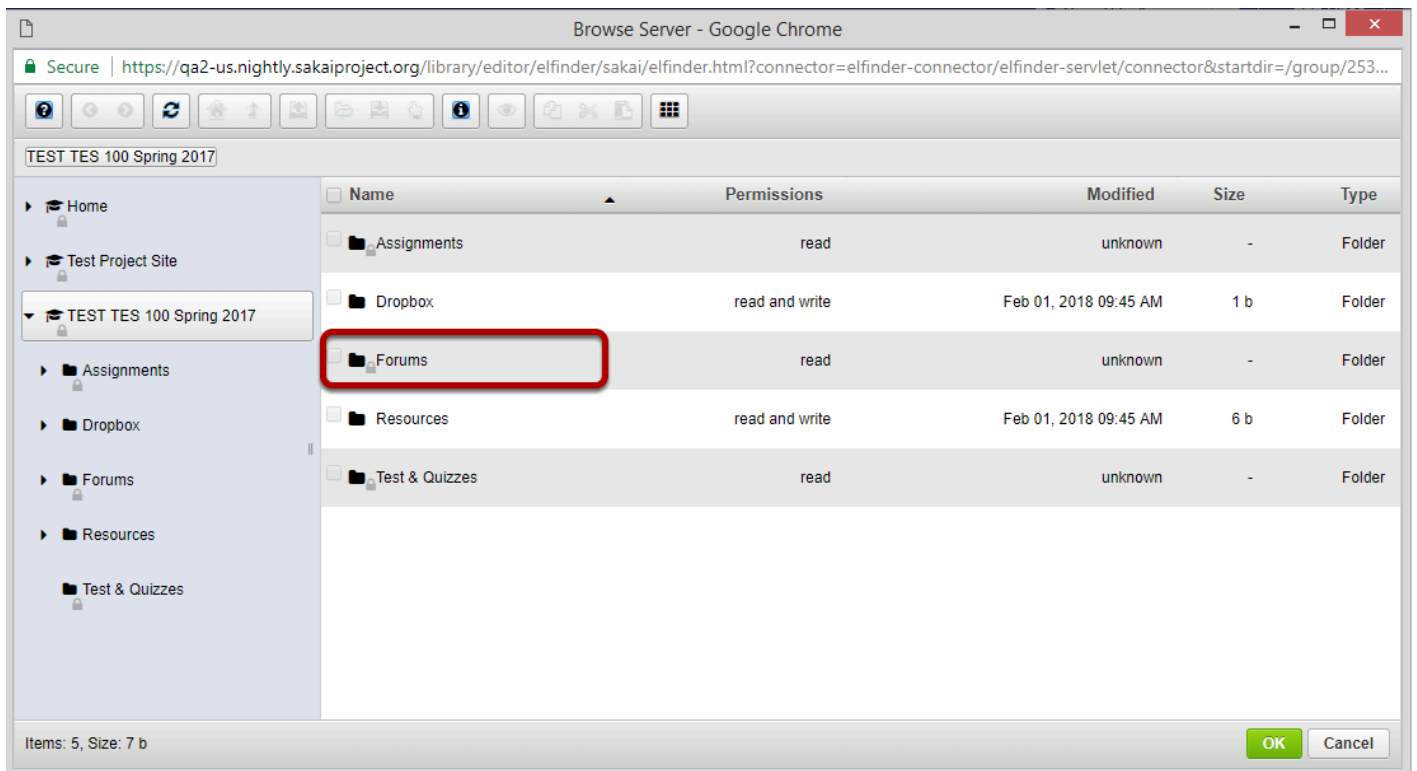 Browse Server - Google Chrome
Secure | https://qa2-us.nightly.sakaiproject.org/library/editor/elfinder/sakai/elfinder.html?connector=elfinder-connector/elfinder-servlet/connector&startdir=/group/253...
TEST TES 100 Spring 2017
Home
Test Project Site
TEST TES 100 Spring 2017
Assignments
Dropbox
Forums
Resources
Test & Quizzes
Name Permissions Modified Size Type
Assignments read unknown - Folder
Dropbox read and write Feb 01, 2018 09:45 AM 1 b Folder
Forums read unknown - Folder
Resources read and write Feb 01, 2018 09:45 AM 6 b Folder
Test & Quizzes read unknown - Folder
Items: 5, Size: 7 b
OK Cancel